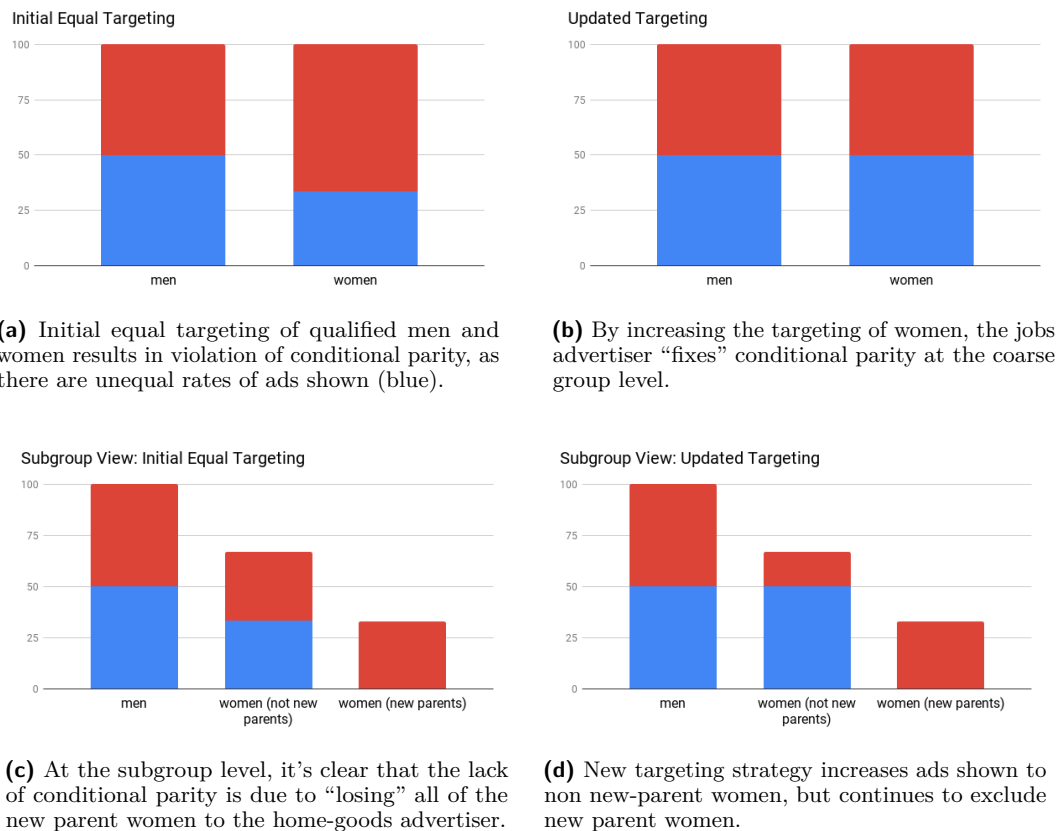 Initial Equal Targeting
100
75
50
25
0
men
women
(a) Initial equal targeting of qualified men and
women results in violation of conditional parity, as
there are unequal rates of ads shown (blue).
Updated Targeting
100
75
50
25
0
men
women
(b) By increasing the targeting of women, the jobs
advertiser “fixes” conditional parity at the coarse
group level.
Subgroup View: Initial Equal Targeting
100
75
50
25
0
men
women (not new
parents)
women (new parents)
(c) At the subgroup level, it’s clear that the lack
of conditional parity is due to “losing” all of the
new parent women to the home-goods advertiser.
Subgroup View: Updated Targeting
100
75
50
25
0
men
women (not new
parents)
women (new parents)
(d) New targeting strategy increases ads shown to
non new-parent women, but continues to exclude
new parent women.